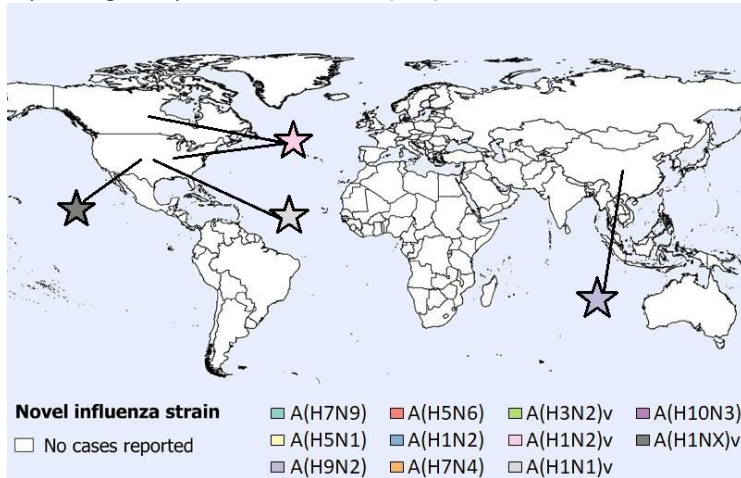 Novel influenza strain
No cases reported
A(H7N9) A(H5N6) A(H3N2)v A(H10N3)
A(H5N1) A(H1N2) A(H1N2)v A(H1NX)v
A(H9N2) A(H7N4) A(H1N1)v